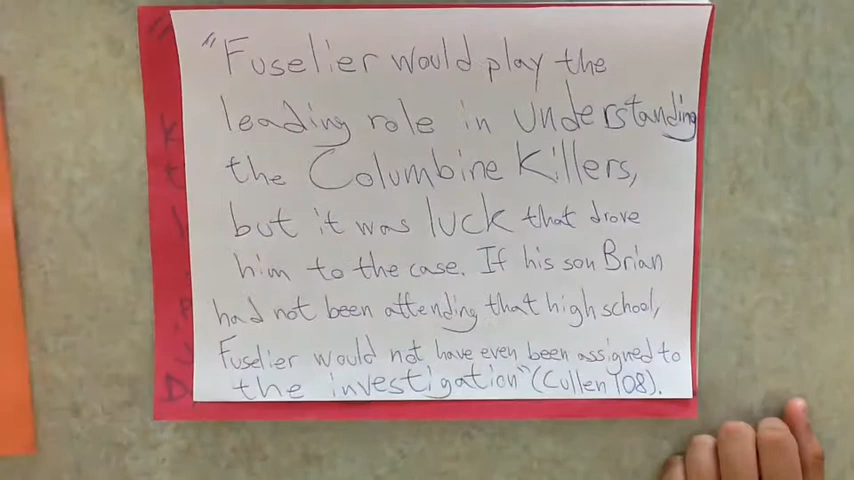 "Fuselier would play the
leading role in understanding
the Columbine Killers,
but it was luck that drove
him to the case. If his son Brian
had not been attending that high school,
Fuselier would not have even been assigned to
the investigation" (Cullen 108).